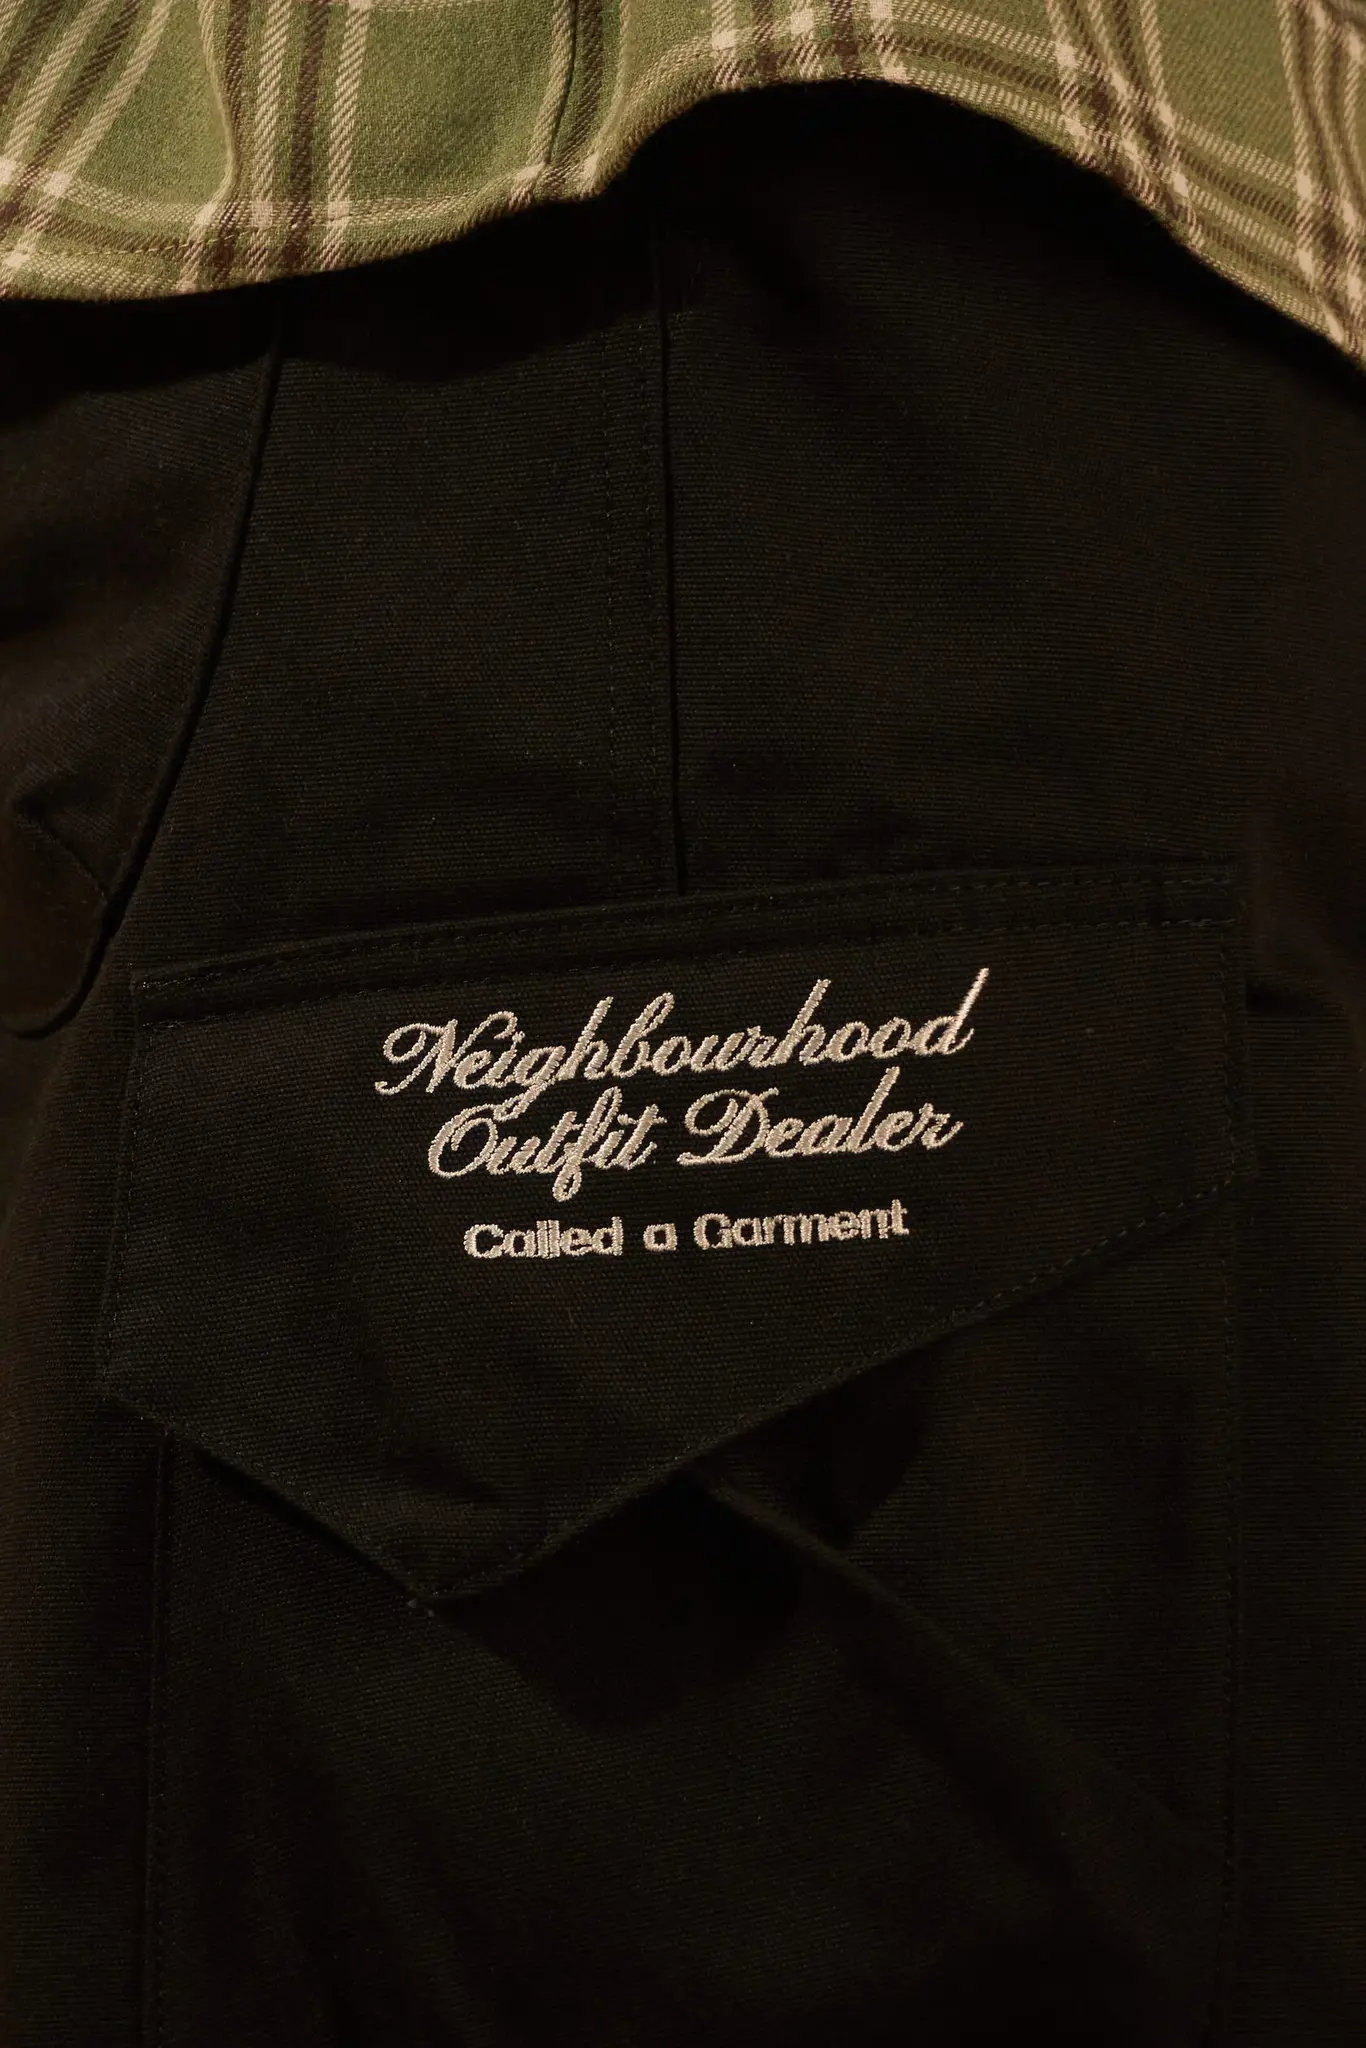 Neighbourhood
Outfit Dealer
Called a Garment